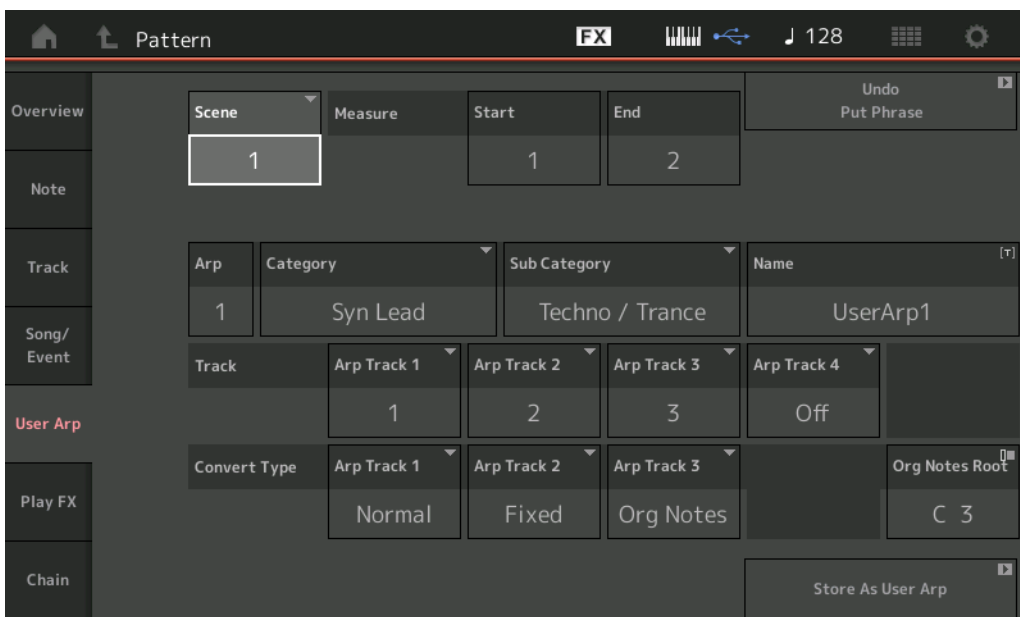 Pattern FX 128
Overview
Note
Track
Song/
Event
User Arp
Play FX
Chain
Scene Measure Start End
1 1 2
Undo
Put Phrase
Arp Category Sub Category Name [T]
1 Syn Lead Techno / Trance UserArp1
Track Arp Track 1 Arp Track 2 Arp Track 3 Arp Track 4
1 2 3 Off
Convert Type Arp Track 1 Arp Track 2 Arp Track 3 Org Notes Root
Normal Fixed Org Notes C 3
Store As User Arp